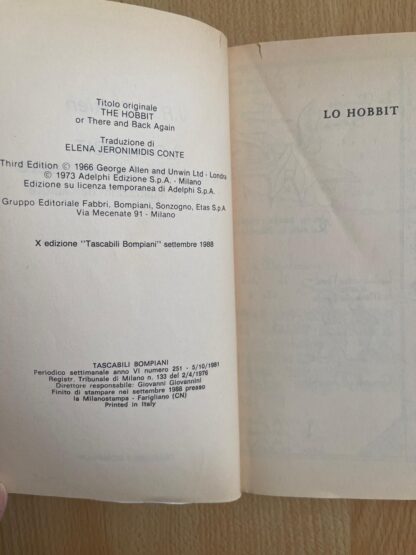 Titolo originale
THE HOBBIT
or There and Back Again
Traduzione di
ELENA JERONIMIDIS CONTE
Third Edition © 1966 George Allen and Unwin Ltd - Londra
© 1973 Adelphi Edizione S.p.A. - Milano
Edizione su licenza temporanea di Adelphi S.p.A.
Gruppo Editoriale Fabbri, Bompiani, Sonzogno, Etas S.p.A.
Via Mecenate 91 - Milano
X edizione "Tascabili Bompiani" settembre 1988
TASCABILI BOMPIANI
Periodico settimanale anno VI numero 251 - 5/10/1981
Registr. Tribunale di Milano n. 133 del 2/4/1976
Direttore responsabile: Giovanni Giovannini
Finito di stampare nel settembre 1988 presso
la Milanostampa - Farigliano (CN)
Printed in Italy
LO HOBBIT